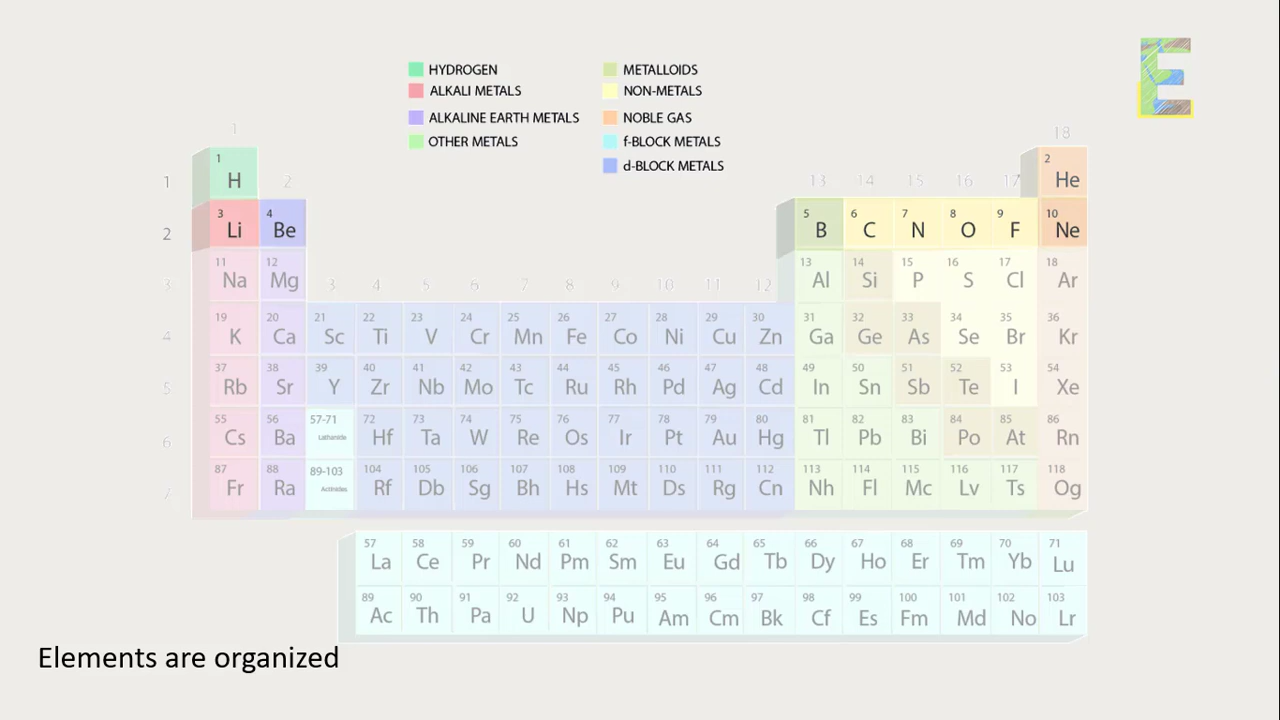 E
HYDROGEN METALLOIDS
ALKALI METALS NON-METALS
ALKALINE EARTH METALS NOBLE GAS
OTHER METALS f-BLOCK METALS
d-BLOCK METALS
1 18
1 2
1 H 2 13 14 15 16 17 He
3 4 5 6 7 8 9 10
2 Li Be B C N O F Ne
11 12 13 14 15 16 17 18
3 Na Mg 3 4 5 6 7 8 9 10 11 12 Al Si P S Cl Ar
19 20 21 22 23 24 25 26 27 28 29 30 31 32 33 34 35 36
4 K Ca Sc Ti V Cr Mn Fe Co Ni Cu Zn Ga Ge As Se Br Kr
37 38 39 40 41 42 43 44 45 46 47 48 49 50 51 52 53 54
5 Rb Sr Y Zr Nb Mo Tc Ru Rh Pd Ag Cd In Sn Sb Te I Xe
55 56 57-71 72 73 74 75 76 77 78 79 80 81 82 83 84 85 86
6 Cs Ba Lathanide Hf Ta W Re Os Ir Pt Au Hg Tl Pb Bi Po At Rn
87 88 89-103 104 105 106 107 108 109 110 111 112 113 114 115 116 117 118
7 Fr Ra Actinides Rf Db Sg Bh Hs Mt Ds Rg Cn Nh Fl Mc Lv Ts Og
57 58 59 60 61 62 63 64 65 66 67 68 69 70 71
La Ce Pr Nd Pm Sm Eu Gd Tb Dy Ho Er Tm Yb Lu
89 90 91 92 93 94 95 96 97 98 99 100 101 102 103
Ac Th Pa U Np Pu Am Cm Bk Cf Es Fm Md No Lr
Elements are organized